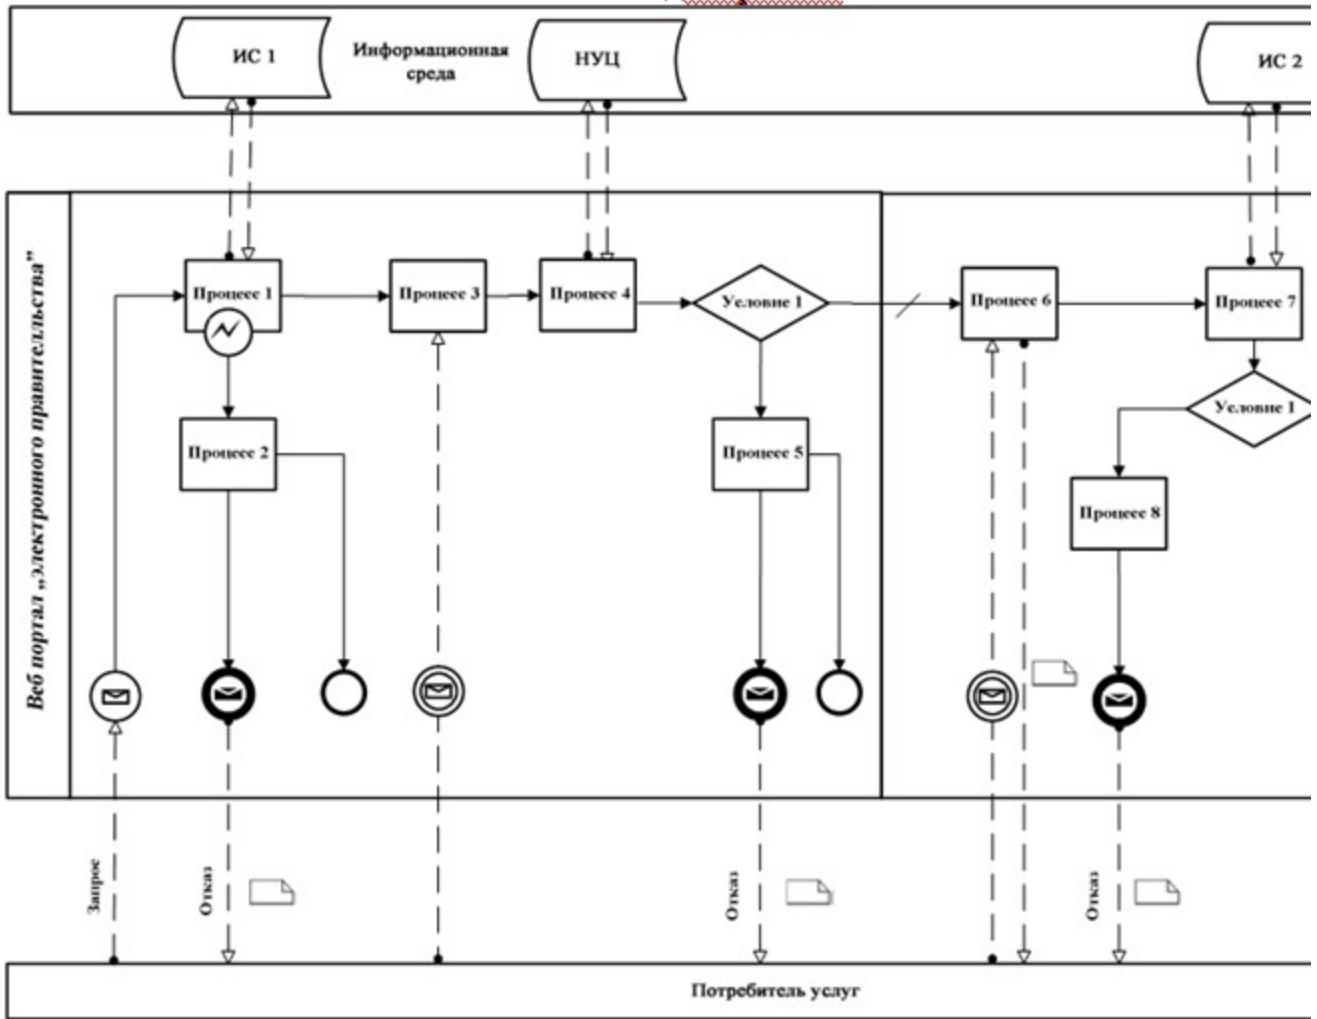 ИС 1
Информационная
среда
НУЦ
ИС 2
Веб портал „электронного правительства”
Процесс 1
Процесс 3
Процесс 4
Условие 1
Процесс 6
Процесс 7
Условие 1
Процесс 2
Процесс 5
Процесс 8
Запрос
Отказ
Отказ
Отказ
Потребитель услуг